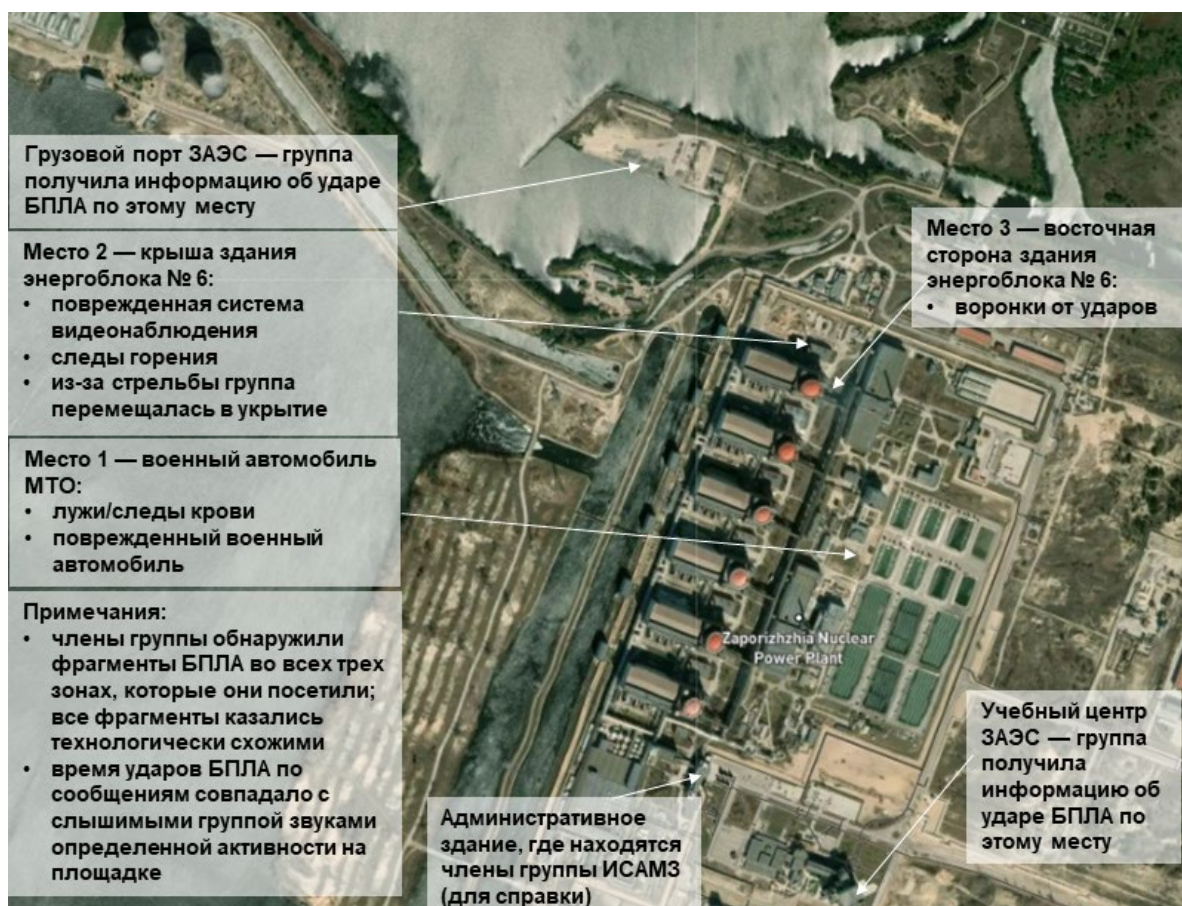 Грузовой порт ЗАЭС — группа
получила информацию об ударе
БПЛА по этому месту
Место 2 — крыша здания
энергоблока № 6:
• поврежденная система
видеонаблюдения
• следы горения
• из-за стрельбы группа
перемещалась в укрытие
Место 3 — восточная
сторона здания
энергоблока № 6:
• воронки от ударов
Место 1 — военный автомобиль
МТО:
• лужи/следы крови
• поврежденный военный
автомобиль
Примечания:
• члены группы обнаружили
фрагменты БПЛА во всех трех
зонах, которые они посетили;
все фрагменты казались
технологически схожими
• время ударов БПЛА по
сообщениям совпадало с
слышимыми группой звуками
определенной активности на
площадке
Zaporizhzhia Nuclear
Power Plant
Административное
здание, где находятся
члены группы ИСАМЗ
(для справки)
Учебный центр
ЗАЭС — группа
получила
информацию об
ударе БПЛА по
этому месту